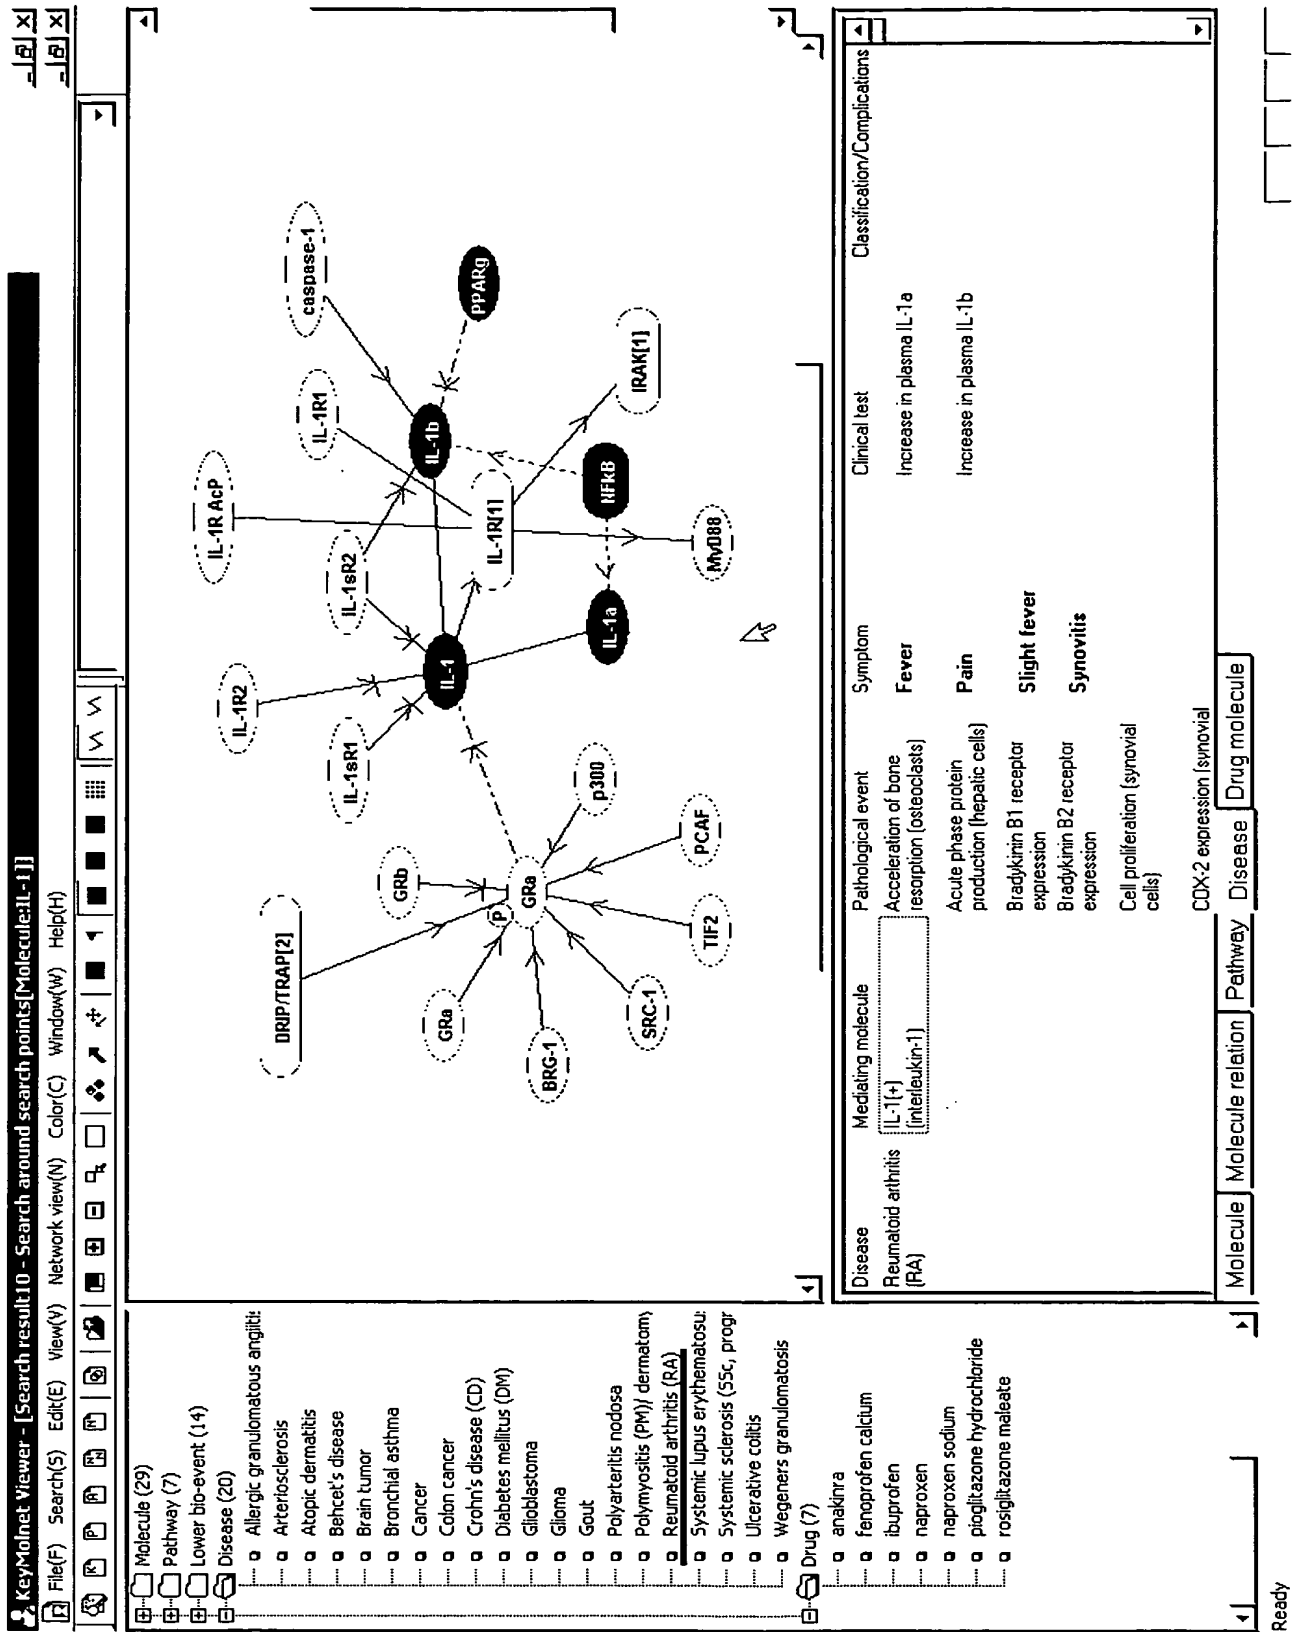 KeyMolnet Viewer - [Search result10 - Search around search points[Molecule:IL-1]]
File(F) Search(S) Edit(E) View(V) Network view(N) Color(C) Window(W) Help(H)
Molecule (29)
Pathway (7)
Lower bio-event (14)
Disease (20)
Allergic granulomatous angiitis
Arteriosclerosis
Atopic dermatitis
Behcet's disease
Brain tumor
Bronchial asthma
Cancer
Colon cancer
Crohn's disease (CD)
Diabetes mellitus (DM)
Glioblastoma
Glioma
Gout
Polyarteritis nodosa
Polymyositis (PM)/ dermatomy
Reumatoid arthritis (RA)
Systemic lupus erythematosu
Systemic sclerosis (SSc, progr
Ulcerative colitis
Wegeners granulomatosis
Drug (7)
anakinra
fenoprofen calcium
ibuprofen
naproxen
naproxen sodium
pioglitazone hydrochloride
rosiglitazone maleate
IL-1R AcP
caspase-1
IL-1R2
IL-1sR2
IL-1R1
DRIP/TRAP[2]
IL-1sR1
GRb
IL-1
IL-1b
PPARg
GRa
P
GRa
IL-1R[1]
BRG-1
p300
IL-1a
NFkB
IRAK[1]
SRC-1
TIF2
PCAF
MyD88
Disease Mediating molecule Pathological event Symptom Clinical test Classification/Complications
Reumatoid arthritis IL-1(+) Acceleration of bone Fever Increase in plasma IL-1a
(RA) (interleukin-1) resorption (osteoclasts)
Acute phase protein Pain Increase in plasma IL-1b
production (hepatic cells)
Bradykinin B1 receptor Slight fever
expression
Bradykinin B2 receptor Synovitis
expression
Cell proliferation (synovial
cells)
COX-2 expression (synovial
Molecule Molecule relation Pathway Disease Drug molecule
Ready